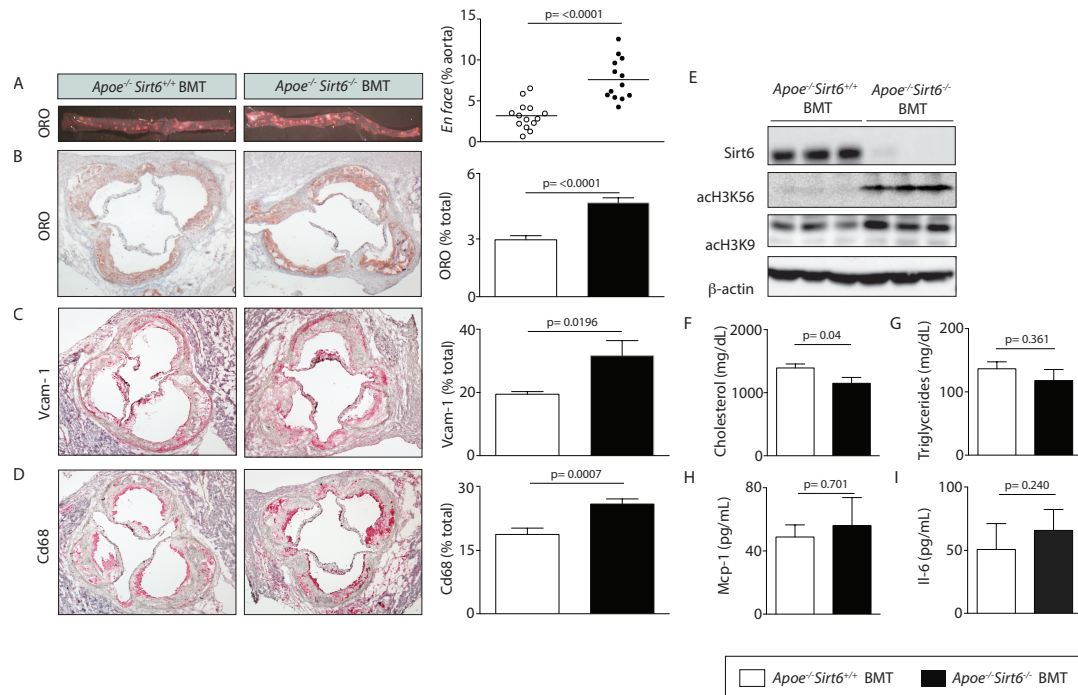 A
Apoe-/- Sirt6+/+ BMT
Apoe-/- Sirt6-/- BMT
ORO
En face (% aorta)
15
10
5
0
p= <0.0001
B
ORO
ORO (% total)
6
3
0
p= <0.0001
C
Vcam- 1
Vcam-1 (% total)
40
20
0
p= 0.0196
D
Cd68
Cd68 (% total)
30
15
0
p= 0.0007
E
Apoe-/-Sirt6+/+
BMT
Apoe-/-Sirt6-/-
BMT
Sirt6
acH3K56
acH3K9
β-actin
F
Cholesterol (mg/dL)
2000
1000
0
p= 0.04
G
Triglycerides (mg/dL)
200
100
0
p= 0.361
H
Mcp-1 (pg/mL)
80
40
0
p= 0.701
I
Il-6 (pg/mL)
100
50
0
p= 0.240
Apoe-/-Sirt6+/+ BMT
Apoe-/-Sirt6-/- BMT